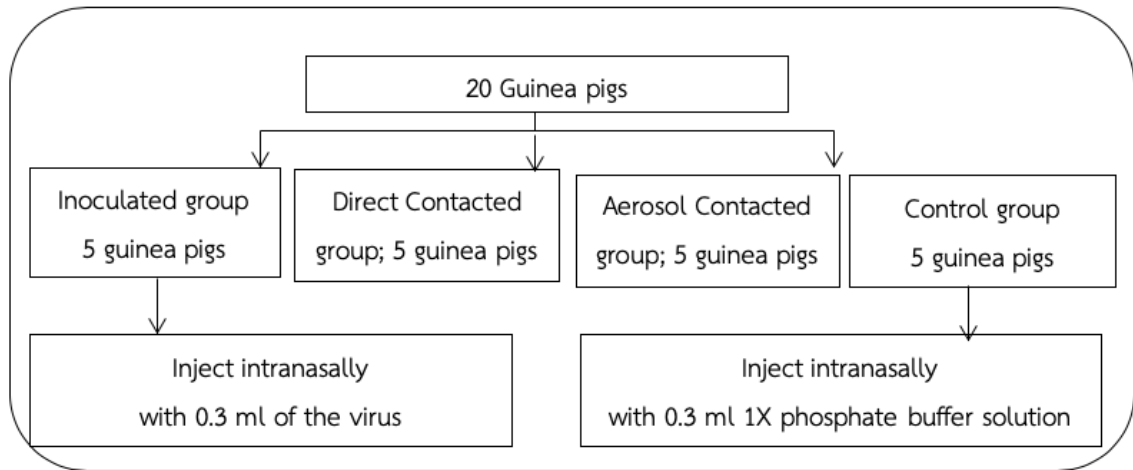 20 Guinea pigs
Inoculated group
5 guinea pigs
Direct Contacted
group; 5 guinea pigs
Aerosol Contacted
group; 5 guinea pigs
Control group
5 guinea pigs
Inject intranasally
with 0.3 ml of the virus
Inject intranasally
with 0.3 ml 1X phosphate buffer solution